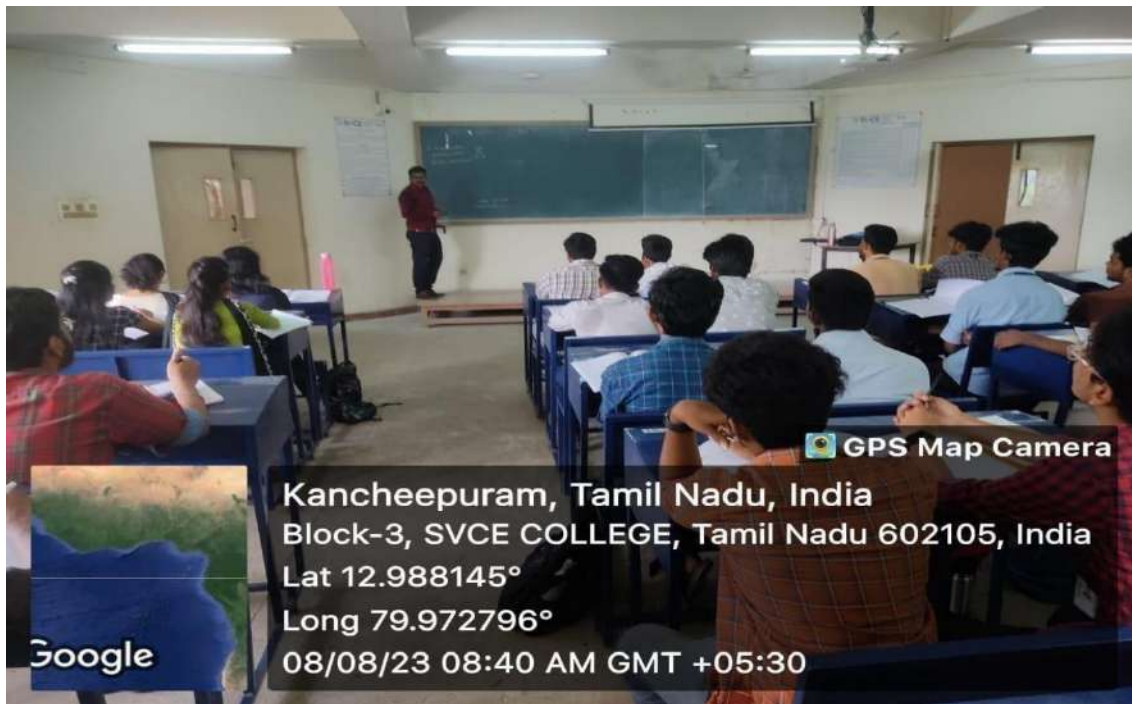 GPS Map Camera
Kancheepuram, Tamil Nadu, India
Block-3, SVCE COLLEGE, Tamil Nadu 602105, India
Lat 12.988145°
Long 79.972796°
08/08/23 08:40 AM GMT +05:30
Google